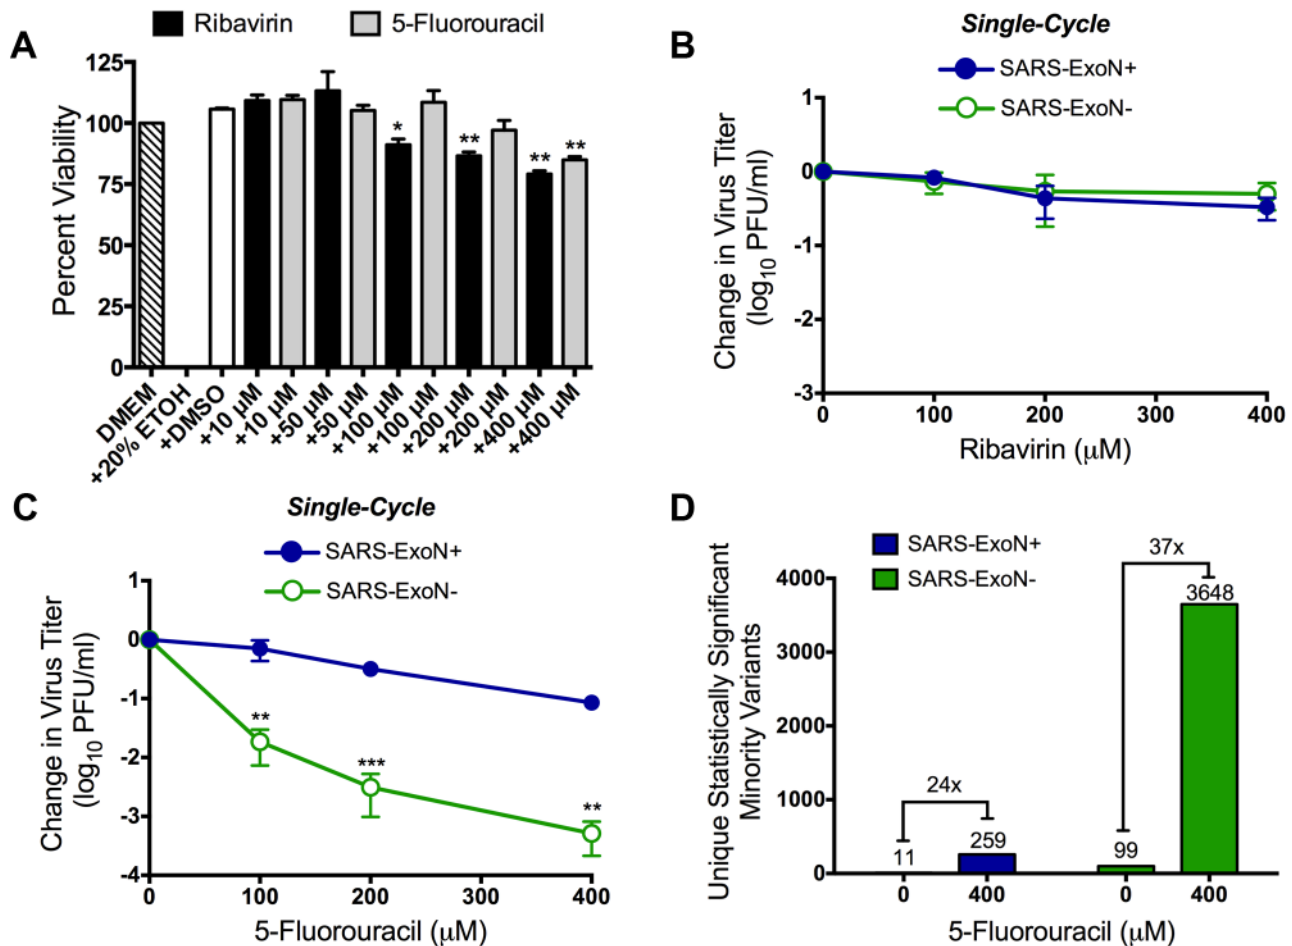 A
Ribavirin
5-Fluorouracil
Percent Viability
125
100
75
50
25
0
*
**
**
**
DMEM
+20% ETOH
+DMSO
+10 μM
+10 μM
+50 μM
+50 μM
+100 μM
+100 μM
+200 μM
+200 μM
+400 μM
+400 μM
B
Single-Cycle
SARS-ExoN+
SARS-ExoN-
Change in Virus Titer
(log10 PFU/ml)
1
0
-1
-2
-3
0
100
200
300
400
Ribavirin (μM)
C
Single-Cycle
SARS-ExoN+
SARS-ExoN-
Change in Virus Titer
(log10 PFU/ml)
1
0
-1
-2
-3
-4
**
***
**
0
100
200
300
400
5-Fluorouracil (μM)
D
SARS-ExoN+
SARS-ExoN-
Unique Statistically Significant
Minority Variants
4000
3000
2000
1000
0
24x
37x
11
259
99
3648
0
400
0
400
5-Fluorouracil (μM)